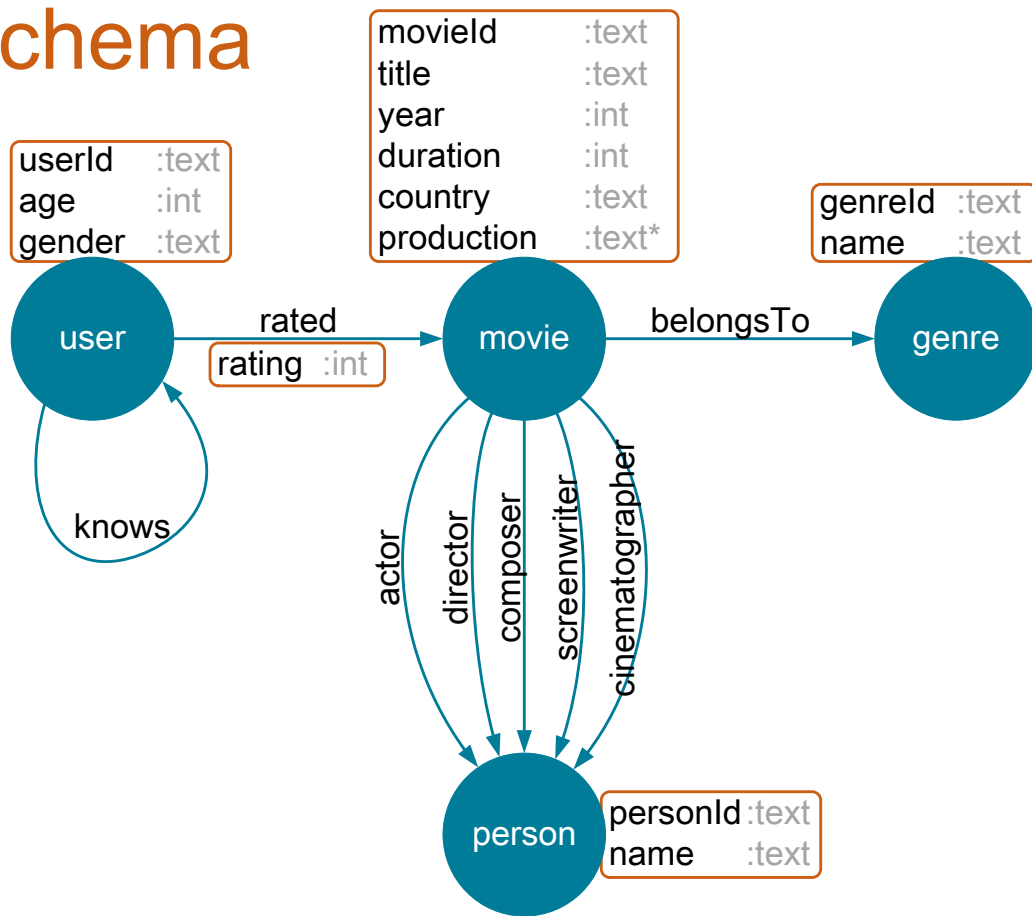 chema
movieId :text
title :text
year :int
duration :int
country :text
production :text*
userId :text
age :int
gender :text
genreId :text
name :text
user
rated
rating :int
movie
belongsTo
genre
knows
actor
director
composer
screenwriter
cinematographer
person
personId :text
name :text